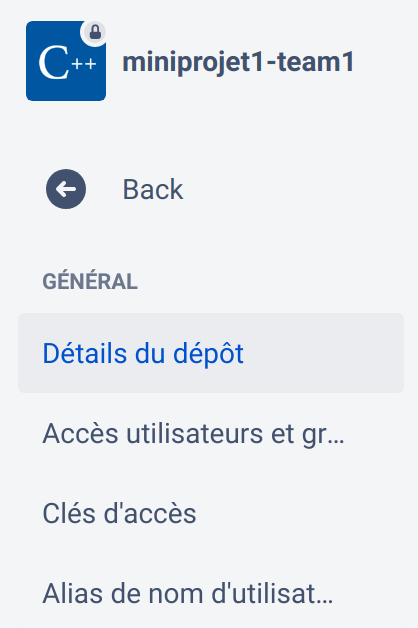 C++
miniprojet1-team1
Back
GÉNÉRAL
Détails du dépôt
Accès utilisateurs et gr...
Clés d'accès
Alias de nom d'utilisat...